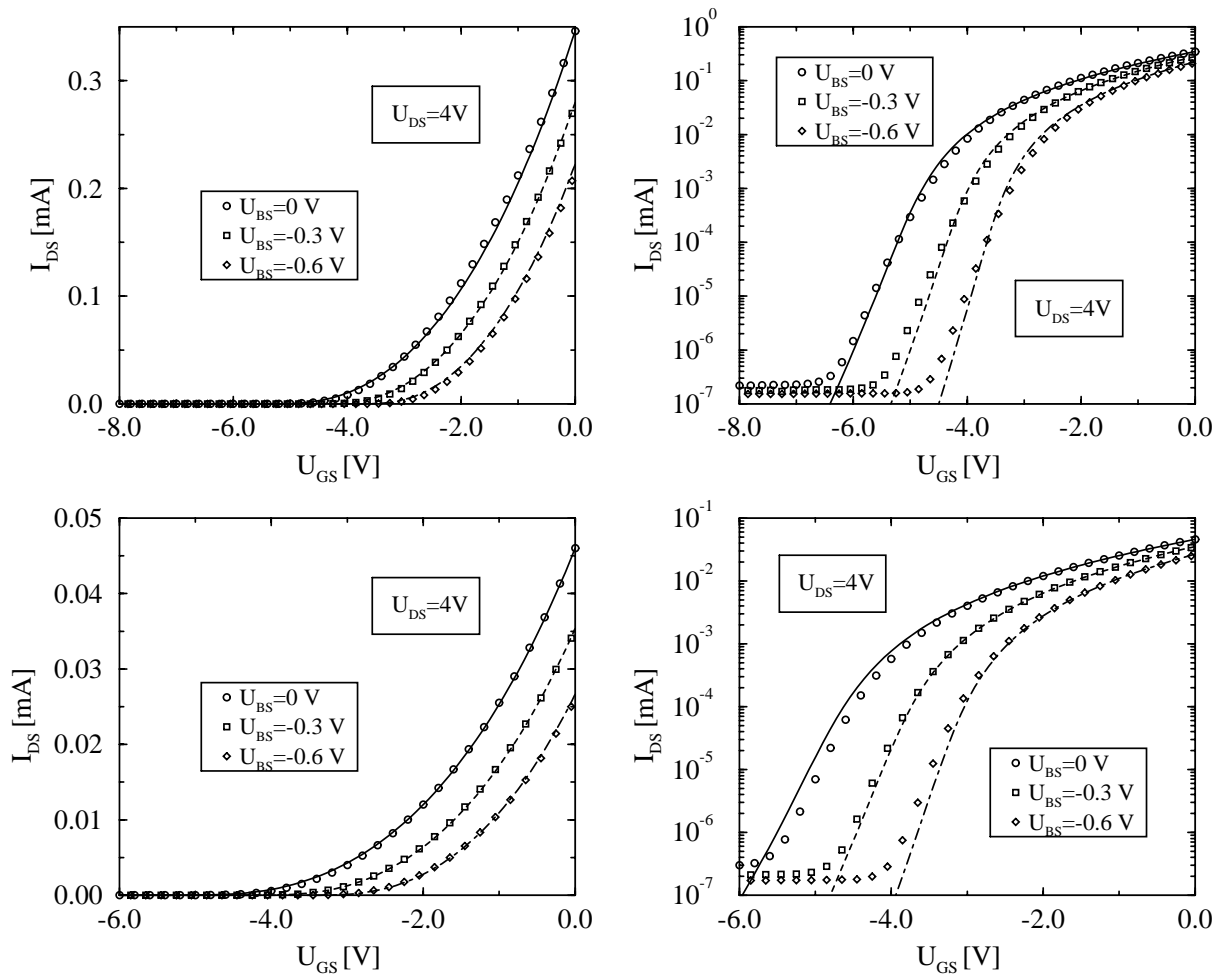 0.3
0.2
0.1
0.0
I_DS [mA]
U_DS=4V
U_BS=0 V
U_BS=-0.3 V
U_BS=-0.6 V
-8.0 -6.0 -4.0 -2.0 0.0
U_GS [V]
10^0
10^-1
10^-2
10^-3
10^-4
10^-5
10^-6
10^-7
I_DS [mA]
U_BS=0 V
U_BS=-0.3 V
U_BS=-0.6 V
U_DS=4V
-8.0 -6.0 -4.0 -2.0 0.0
U_GS [V]
0.05
0.04
0.03
0.02
0.01
0.00
I_DS [mA]
U_DS=4V
U_BS=0 V
U_BS=-0.3 V
U_BS=-0.6 V
-6.0 -4.0 -2.0 0.0
U_GS [V]
10^-1
10^-2
10^-3
10^-4
10^-5
10^-6
10^-7
I_DS [mA]
U_DS=4V
U_BS=0 V
U_BS=-0.3 V
U_BS=-0.6 V
-6.0 -4.0 -2.0 0.0
U_GS [V]